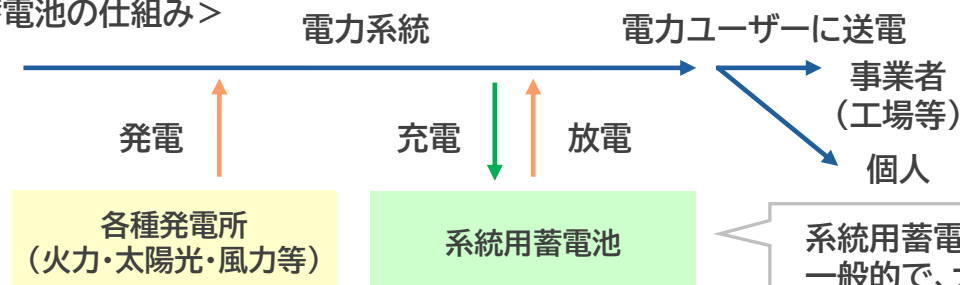 電池の仕組み＞
電力系統
電力ユーザーに送電
事業者
（工場等）
発電
充電
放電
個人
各種発電所
（火力・太陽光・風力等）
系統用蓄電池
系統用蓄電
一般的で、